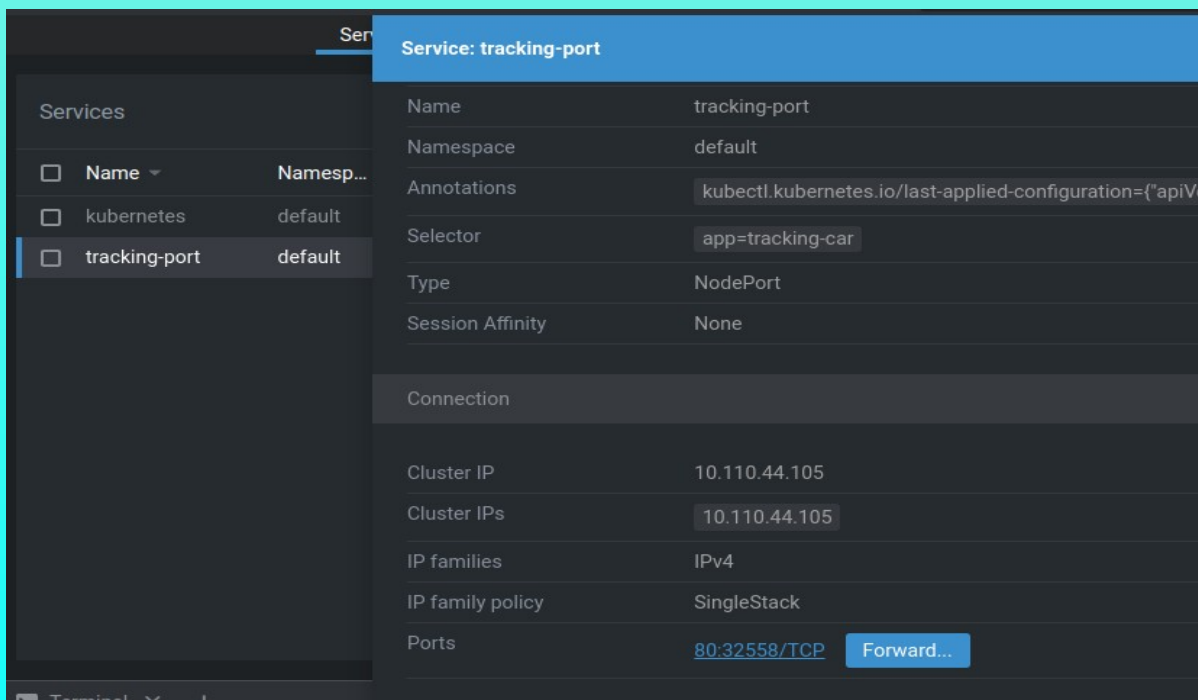 Ser
Service: tracking-port
Services
Name
Namesp...
kubernetes
default
tracking-port
default
Name
tracking-port
Namespace
default
Annotations
kubectl.kubernetes.io/last-applied-configuration={"apiVe
Selector
app=tracking-car
Type
NodePort
Session Affinity
None
Connection
Cluster IP
10.110.44.105
Cluster IPs
10.110.44.105
IP families
IPv4
IP family policy
SingleStack
Ports
80:32558/TCP
Forward...
Terminal